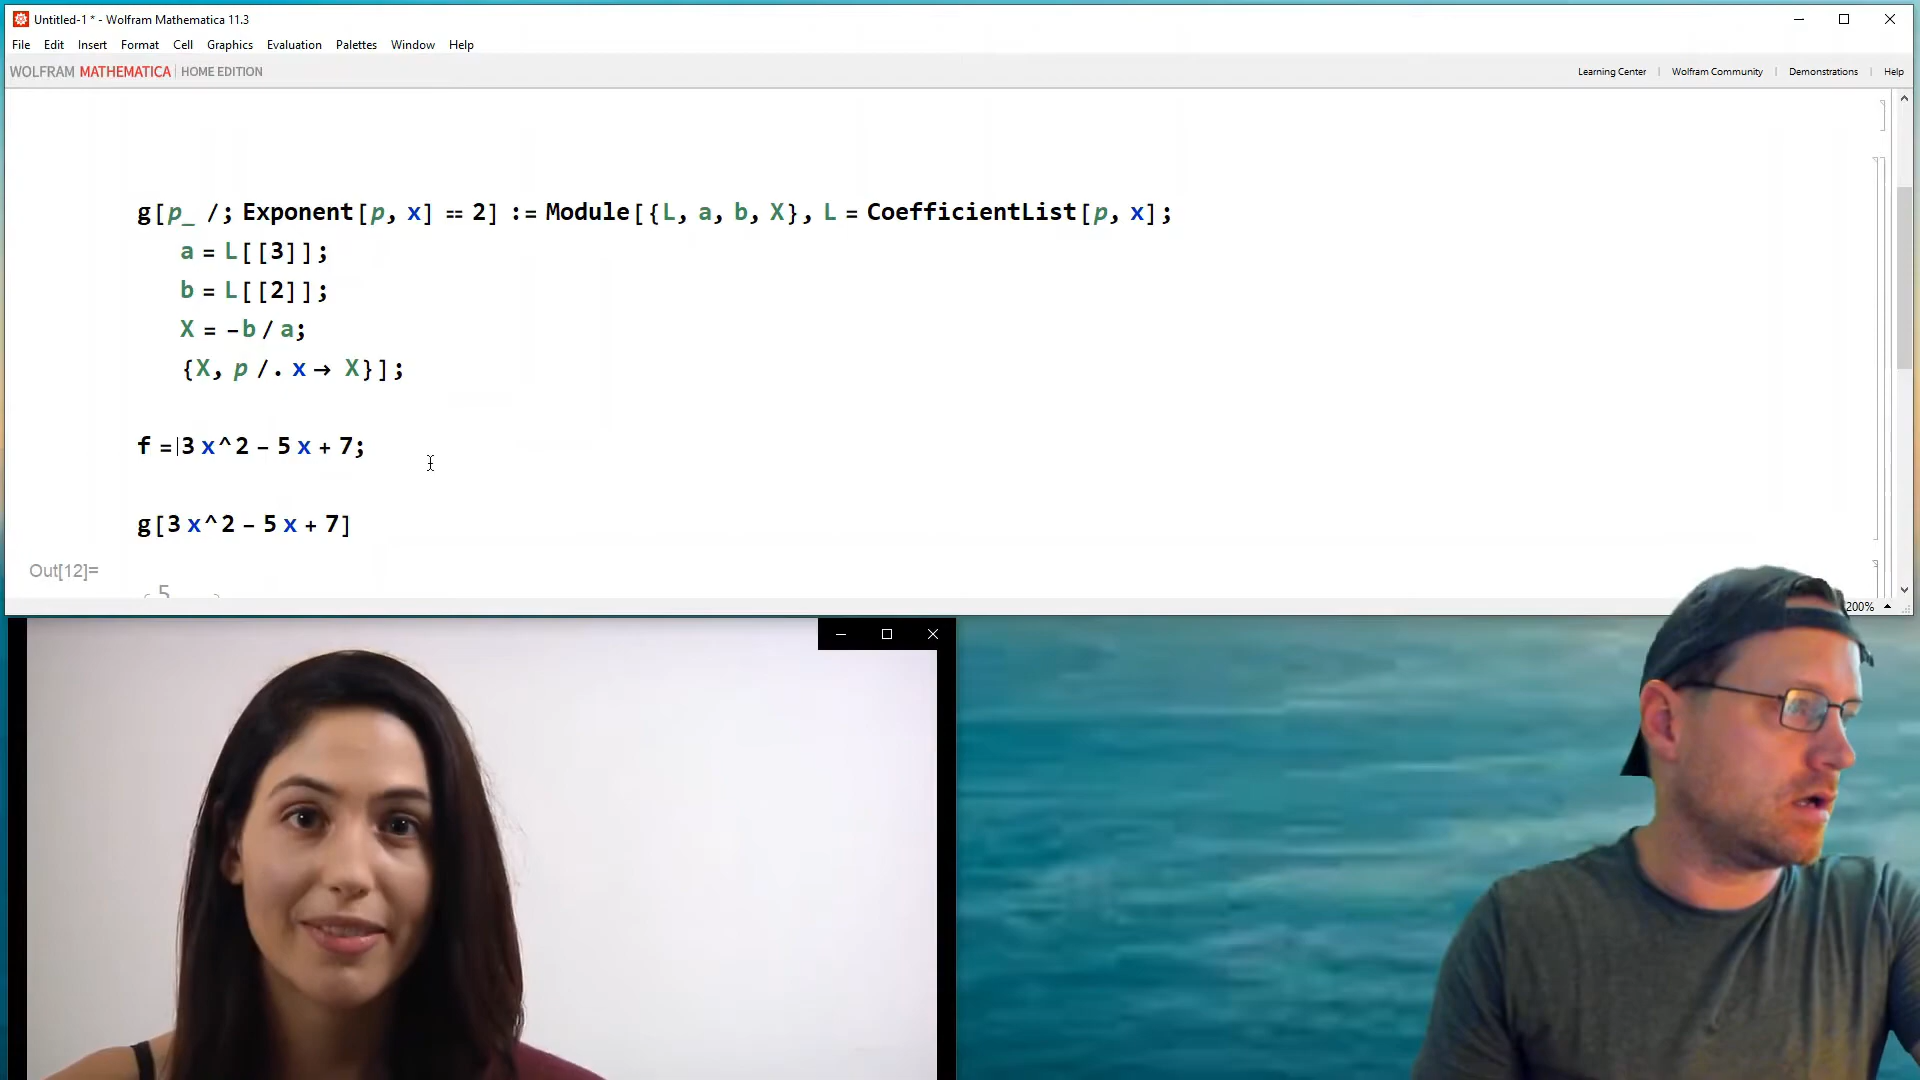 Untitled-1 * - Wolfram Mathematica 11.3
File Edit Insert Format Cell Graphics Evaluation Palettes Window Help
WOLFRAM MATHEMATICA | HOME EDITION Learning Center | Wolfram Community | Demonstrations | Help
g[p_ /; Exponent[p, x] == 2] := Module[{L, a, b, X}, L = CoefficientList[p, x];
a = L[[3]];
b = L[[2]];
X = -b / a;
{X, p /. x → X}];
f = 3 x^2 - 5 x + 7;
g[3 x^2 - 5 x + 7]
Out[12]=
5
200%